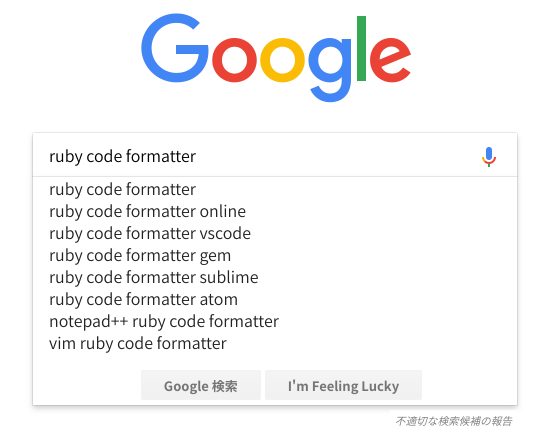 Google
ruby code formatter
ruby code formatter
ruby code formatter online
ruby code formatter vscode
ruby code formatter gem
ruby code formatter sublime
ruby code formatter atom
notepad++ ruby code formatter
vim ruby code formatter
Google 検索 I'm Feeling Lucky
不適切な検索候補の報告